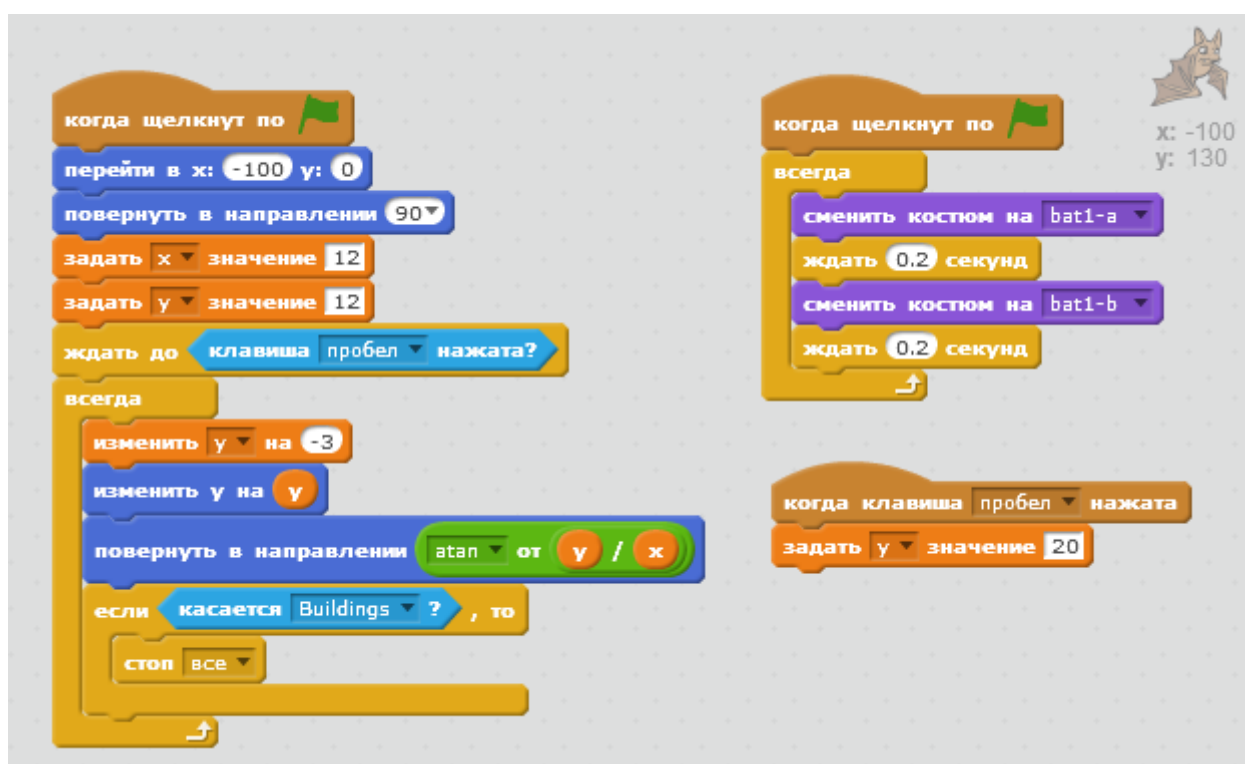 когда щелкнут по
перейти в x: -100 y: 0
повернуть в направлении 90
задать x значение 12
задать y значение 12
ждать до клавиша пробел нажата?
всегда
изменить y на -3
изменить y на y
повернуть в направлении atan от y / x
если касается Buildings ? , то
стоп все
когда щелкнут по
всегда
сменить костюм на bat1-a
ждать 0.2 секунд
сменить костюм на bat1-b
ждать 0.2 секунд
когда клавиша пробел нажата
задать y значение 20
x: -100
y: 130